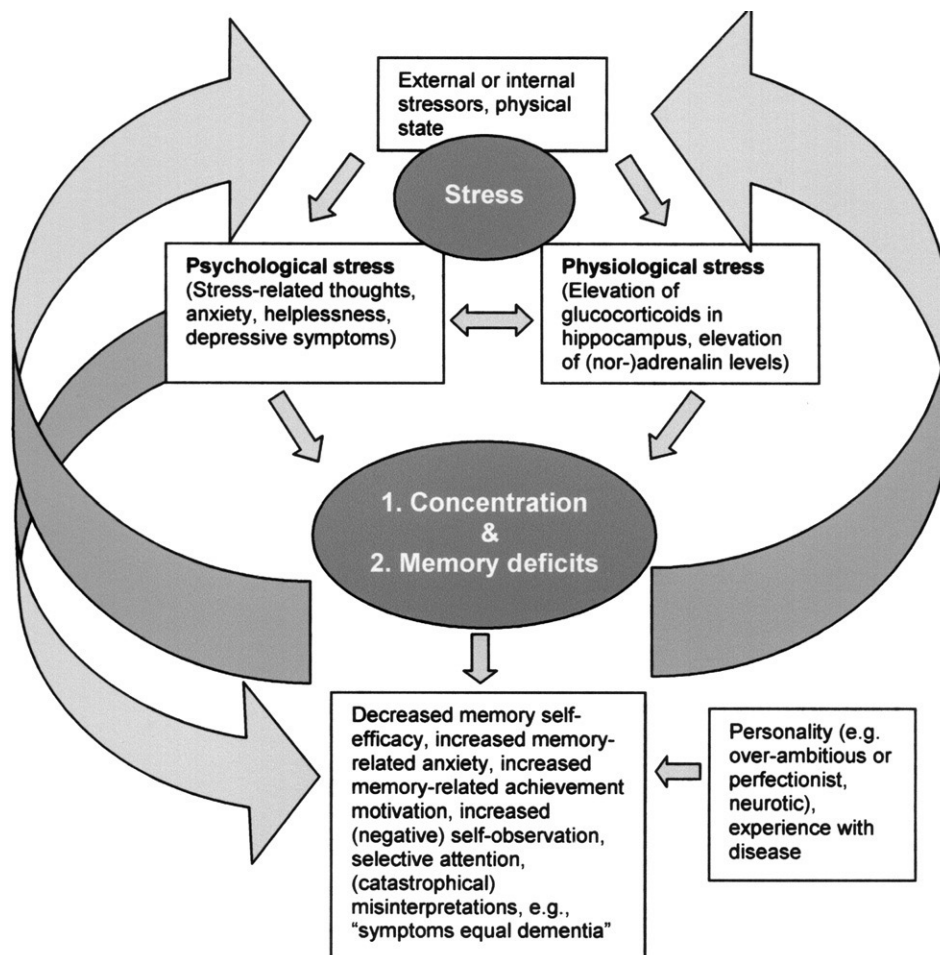 External or internal
stressors, physical
state
Stress
Psychological stress
(Stress-related thoughts,
anxiety, helplessness,
depressive symptoms)
Physiological stress
(Elevation of
glucocorticoids in
hippocampus, elevation
of (nor-)adrenalin levels)
1. Concentration
&
2. Memory deficits
Decreased memory self-
efficacy, increased memory-
related anxiety, increased
memory-related achievement
motivation, increased
(negative) self-observation,
selective attention,
(catastrophical)
misinterpretations, e.g.,
“symptoms equal dementia”
Personality (e.g.
over-ambitious or
perfectionist,
neurotic),
experience with
disease